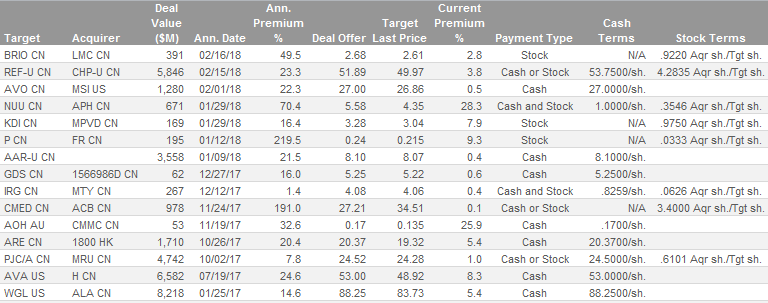 Deal Ann. Target Current
Value Premium Last Price Premium Cash
Target Acquirer ($M) Ann. Date % Deal Offer % Payment Type Terms Stock Terms
BRIO CN LMC CN 391 02/16/18 49.5 2.68 2.61 2.8 Stock N/A .9220 Aqr sh./Tgt sh.
REF-U CN CHP-U CN 5,846 02/15/18 23.3 51.89 49.97 3.8 Cash or Stock 53.7500/sh. 4.2835 Aqr sh./Tgt sh.
AVO CN MSI US 1,280 02/01/18 22.3 27.00 26.86 0.5 Cash 27.0000/sh.
NUU CN APH CN 671 01/29/18 70.4 5.58 4.35 28.3 Cash and Stock 1.0000/sh. .3546 Aqr sh./Tgt sh.
KDI CN MPVD CN 169 01/29/18 16.4 3.28 3.04 7.9 Stock N/A .9750 Aqr sh./Tgt sh.
P CN FR CN 195 01/12/18 219.5 0.24 0.215 9.3 Stock N/A .0333 Aqr sh./Tgt sh.
AAR-U CN 3,558 01/09/18 21.5 8.10 8.07 0.4 Cash 8.1000/sh.
GDS CN 1566986D CN 62 12/27/17 16.0 5.25 5.22 0.6 Cash 5.2500/sh.
IRG CN MTY CN 267 12/12/17 1.4 4.08 4.06 0.4 Cash and Stock .8259/sh. .0626 Aqr sh./Tgt sh.
CMED CN ACB CN 978 11/24/17 191.0 27.21 34.51 0.1 Cash or Stock N/A 3.4000 Aqr sh./Tgt sh.
AOH AU CMMC CN 53 11/19/17 32.6 0.17 0.135 25.9 Cash .1700/sh.
ARE CN 1800 HK 1,710 10/26/17 20.4 20.37 19.32 5.4 Cash 20.3700/sh.
PJC/A CN MRU CN 4,742 10/02/17 7.8 24.52 24.28 1.0 Cash or Stock 24.5000/sh. .6101 Aqr sh./Tgt sh.
AVA US H CN 6,582 07/19/17 24.6 53.00 48.92 8.3 Cash 53.0000/sh.
WGL US ALA CN 8,218 01/25/17 14.6 88.25 83.73 5.4 Cash 88.2500/sh.